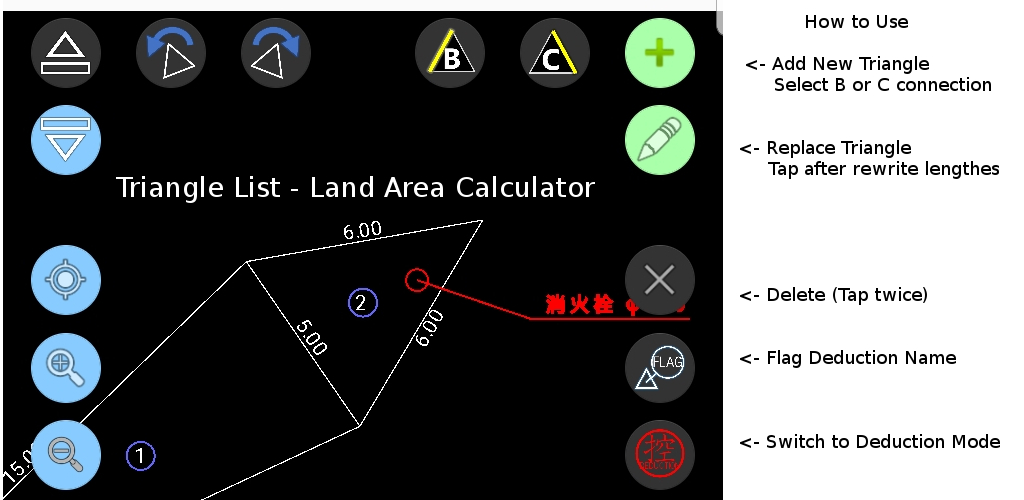 How to Use
B
C
<- Add New Triangle
Select B or C connection
<- Replace Triangle
Tap after rewrite lengthes
Triangle List - Land Area Calculator
6.00
2
消火栓
5.00
6.00
<- Delete (Tap twice)
FLAG
<- Flag Deduction Name
15.0
1
控
DEDUCTION
<- Switch to Deduction Mode